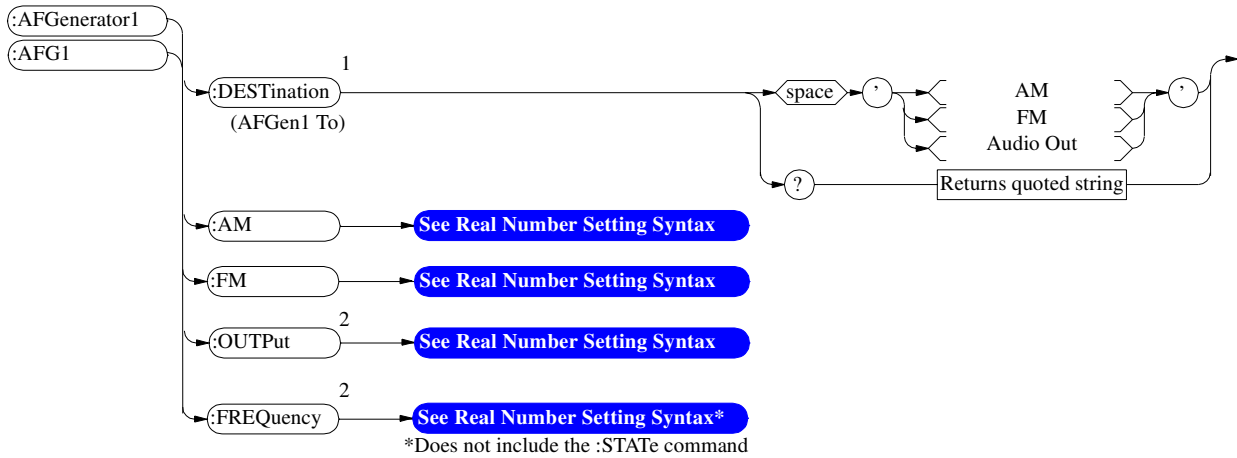 :AFGenerator1
:AFG1
1
:DESTination
space
’
AM
’
(AFGen1 To)
FM
Audio Out
?
Returns quoted string
:AM
See Real Number Setting Syntax
:FM
See Real Number Setting Syntax
2
:OUTPut
See Real Number Setting Syntax
2
:FREQuency
See Real Number Setting Syntax*
*Does not include the :STATe command